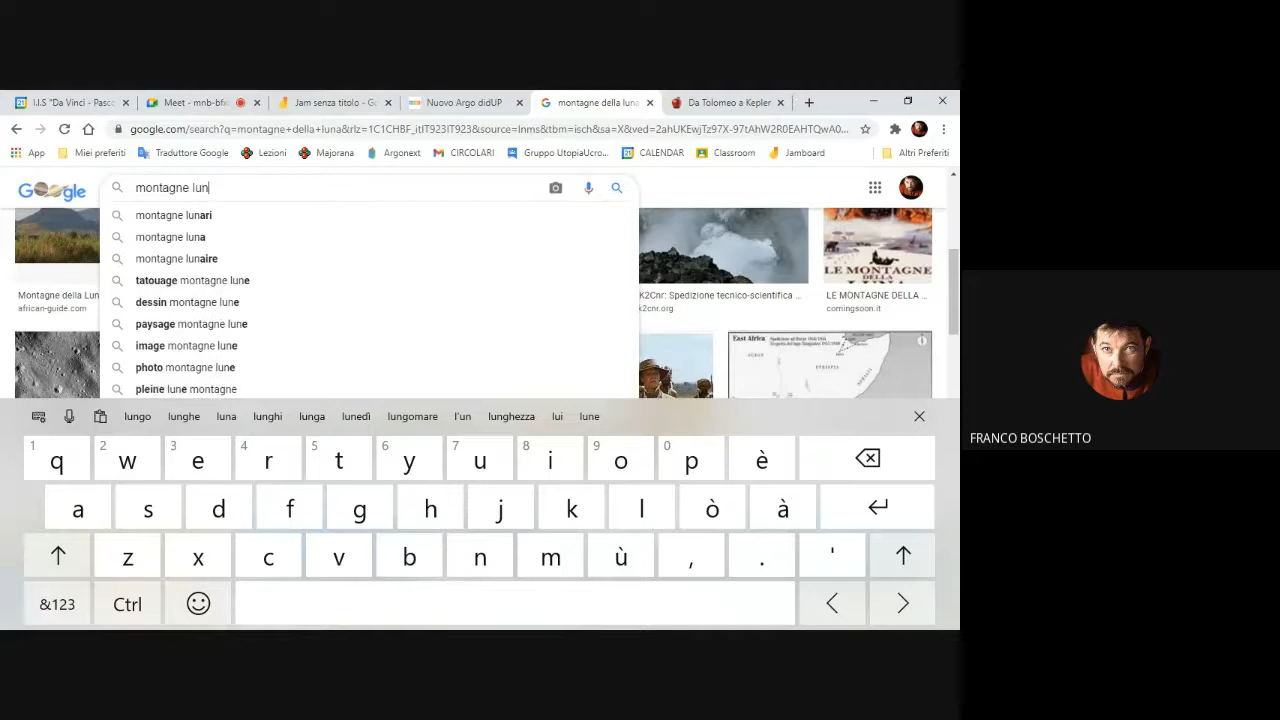 I.I.S "Da Vinci - Pasc
Meet - mnb-bfi
Jam senza titolo - Go
Nuovo Argo didUP
montagne della luna
Da Tolomeo a Kepler
google.com/search?q=montagne+della+luna&rlz=1C1CHBF_itIT923IT923&source=lnms&tbm=isch&sa=X&ved=2ahUKEwjTz97X-97tAhW2R0EAHTQwA0...
App
Miei preferiti
Traduttore Google
Lezioni
Majorana
Argonext
CIRCOLARI
Gruppo UtopiaUcro...
CALENDAR
Classroom
Jamboard
Altri Preferiti
Google
montagne lun
montagne lunari
montagne luna
montagne lunaire
tatouage montagne lune
dessin montagne lune
paysage montagne lune
image montagne lune
photo montagne lune
pleine lune montagne
Montagne della Lun
african-guide.com
K2Cnr: Spedizione tecnico-scientifica ...
k2cnr.org
LE MONTAGNE
DELLA
LUNA
LE MONTAGNE DELLA ...
comingsoon.it
East Africa
ETHIOPIA
lungo lunghe luna lunghi lunga lunedì lungomare l'un lunghezza lui lune
1 2 3 4 5 6 7 8 9 0
q w e r t y u i o p è
a s d f g h j k l ò à
z x c v b n m ù , . '
&123 Ctrl
FRANCO BOSCHETTO